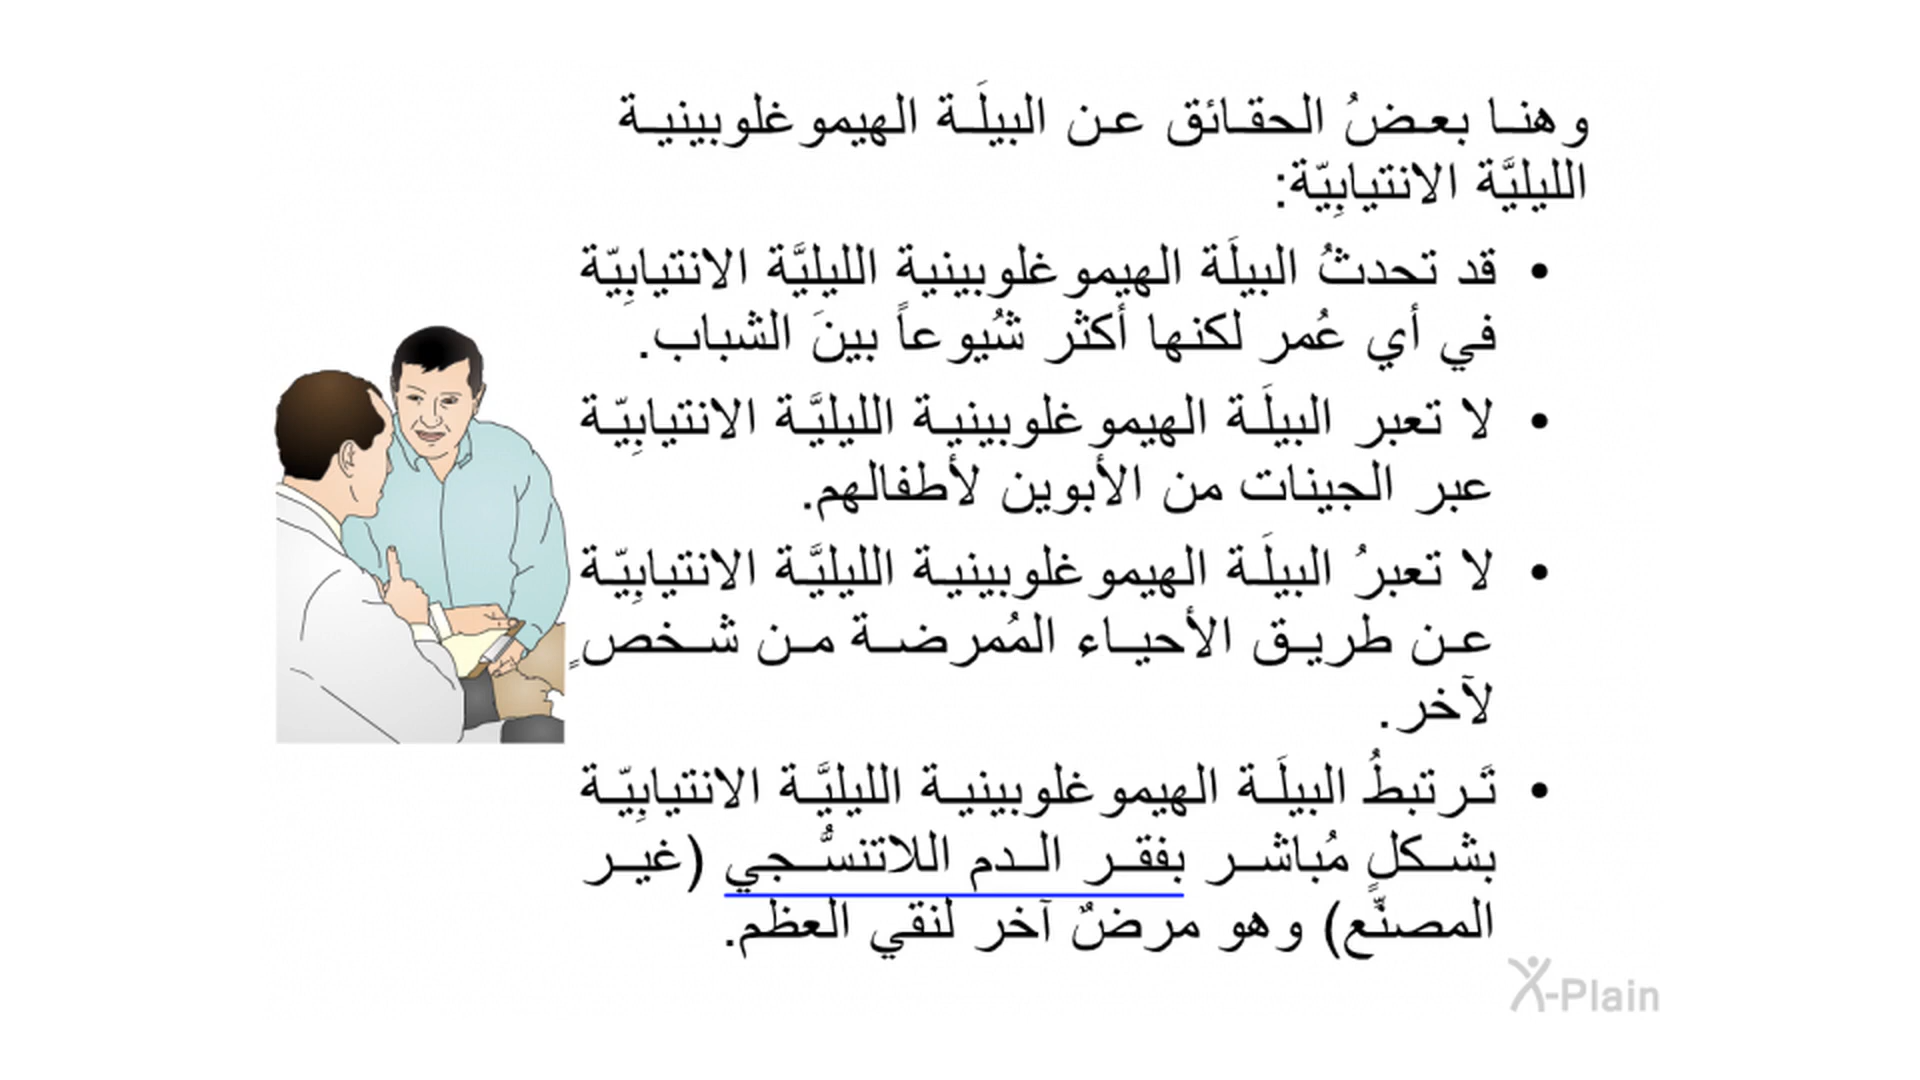 وهنا بعضُ الحقائق عن البيلَة الهيموغلوبينية
الليليَّة الانتيابِيّة:
• قد تحدثُ البيلَة الهيموغلوبينية الليليَّة الانتيابِيّة
في أي عُمر لكنها أكثر شُيوعاً بينَ الشباب.
• لا تعبر البيلَة الهيموغلوبينية الليليَّة الانتيابِيّة
عبر الجينات من الأبوين لأطفالهم.
• لا تعبرُ البيلَة الهيموغلوبينية الليليَّة الانتيابِيّة
عن طريق الأحياء المُمرضة من شخصٍ
لآخر.
• تَرتبطُ البيلَة الهيموغلوبينية الليليَّة الانتيابِيّة
بشكلٍ مُباشر بفقر الدم اللاتنسُّجي (غير
المصنَّع) وهو مرضٌ آخر لنقي العظم.
X-Plain